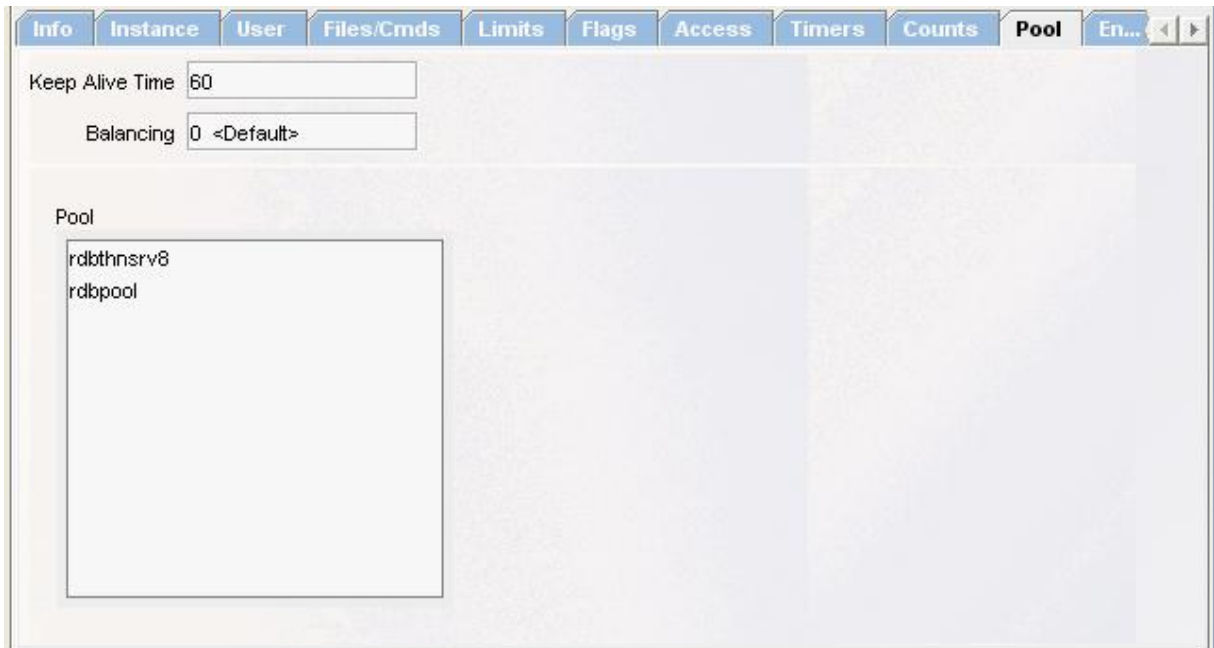 Info Instance User Files/Cmds Limits Flags Access Timers Counts Pool En...
Keep Alive Time 60
Balancing 0 <Default>
Pool
rdbthnsrv8
rdbpool